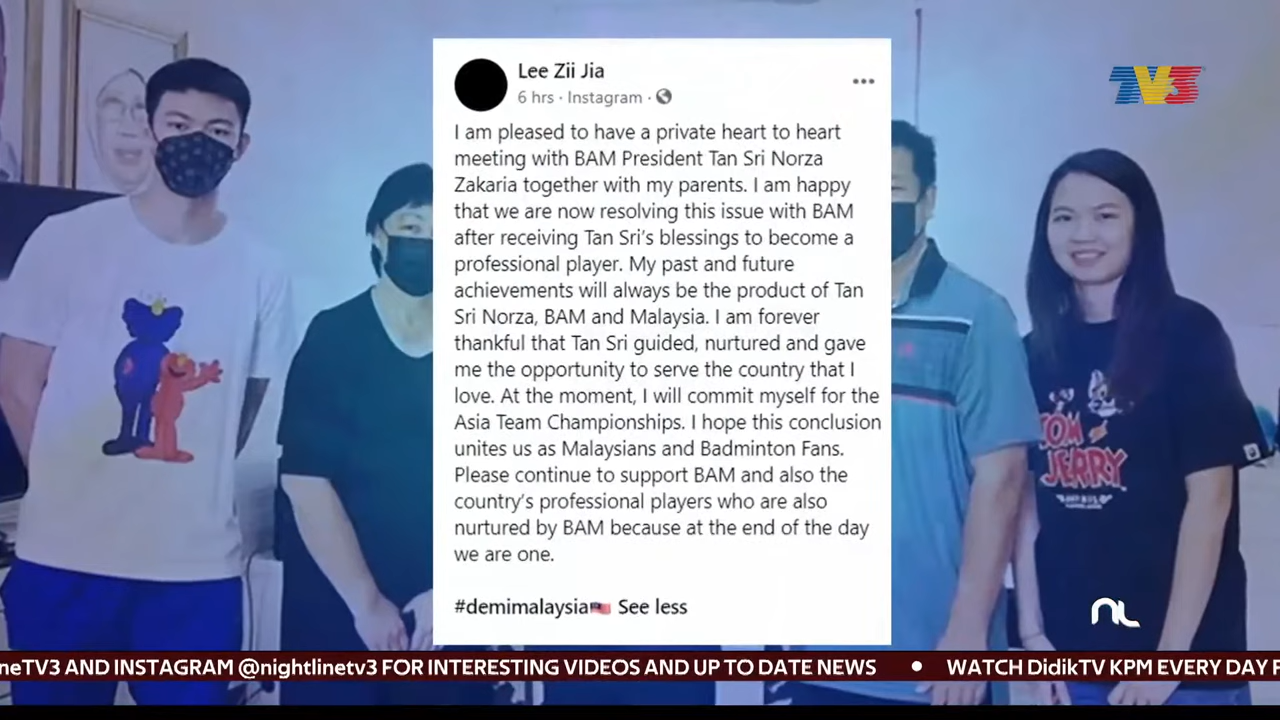 Lee Zii Jia
6 hrs · Instagram ·
I am pleased to have a private heart to heart
meeting with BAM President Tan Sri Norza
Zakaria together with my parents. I am happy
that we are now resolving this issue with BAM
after receiving Tan Sri's blessings to become a
professional player. My past and future
achievements will always be the product of Tan
Sri Norza, BAM and Malaysia. I am forever
thankful that Tan Sri guided, nurtured and gave
me the opportunity to serve the country that I
love. At the moment, I will commit myself for the
Asia Team Championships. I hope this conclusion
unites us as Malaysians and Badminton Fans.
Please continue to support BAM and also the
country's professional players who are also
nurtured by BAM because at the end of the day
we are one.
#demimalaysia🇲🇾 See less
TV3
TOM
JERRY
NL
neTV3 AND INSTAGRAM @nightlinetv3 FOR INTERESTING VIDEOS AND UP TO DATE NEWS • WATCH DidikTV KPM EVERY DAY F